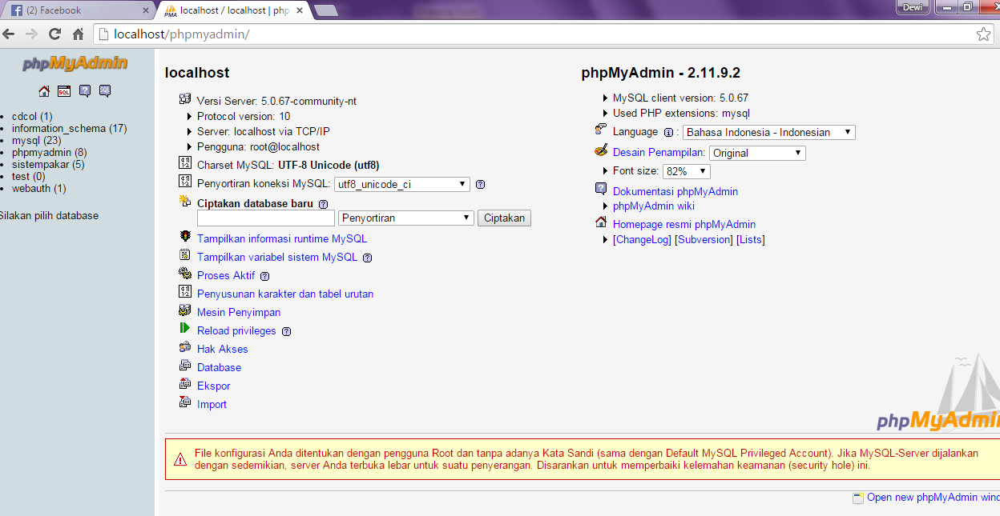 (2) Facebook
localhost / localhost | php
Dewi
localhost/phpmyadmin/
phpMyAdmin
SQL
cdcol (1)
information_schema (17)
mysql (23)
phpmyadmin (8)
sistempakar (5)
test (0)
webauth (1)
Silakan pilih database
localhost
Versi Server: 5.0.67-community-nt
Protocol version: 10
Server: localhost via TCP/IP
Pengguna: root@localhost
Charset MySQL: UTF-8 Unicode (utf8)
Penyortiran koneksi MySQL: utf8_unicode_ci
Ciptakan database baru
Penyortiran Ciptakan
Tampilkan informasi runtime MySQL
Tampilkan variabel sistem MySQL
Proses Aktif
Penyusunan karakter dan tabel urutan
Mesin Penyimpan
Reload privileges
Hak Akses
Database
Ekspor
Import
phpMyAdmin - 2.11.9.2
MySQL client version: 5.0.67
Used PHP extensions: mysql
Language : Bahasa Indonesia - Indonesian
Desain Penampilan: Original
Font size: 82%
Dokumentasi phpMyAdmin
phpMyAdmin wiki
Homepage resmi phpMyAdmin
[ChangeLog] [Subversion] [Lists]
phpMyAdmin
File konfigurasi Anda ditentukan dengan pengguna Root dan tanpa adanya Kata Sandi (sama dengan Default MySQL Privileged Account). Jika MySQL-Server dijalankan
dengan sedemikian, server Anda terbuka lebar untuk suatu penyerangan. Disarankan untuk memperbaiki kelemahan keamanan (security hole) ini.
Open new phpMyAdmin wind